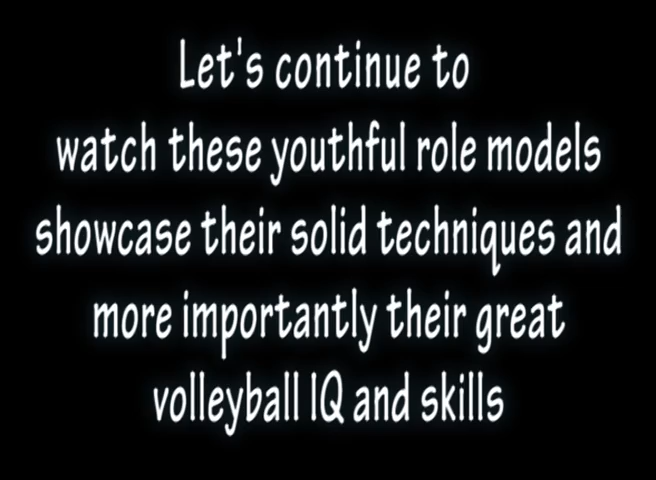 Let's continue to
watch these youthful role models
showcase their solid techniques and
more importantly their great
volleyball IQ and skills